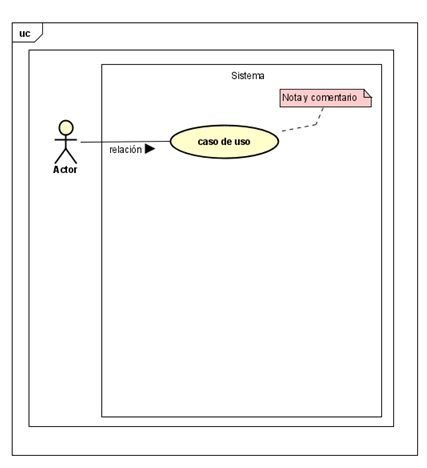 uc
Sistema
Nota y comentario
caso de uso
relación
Actor